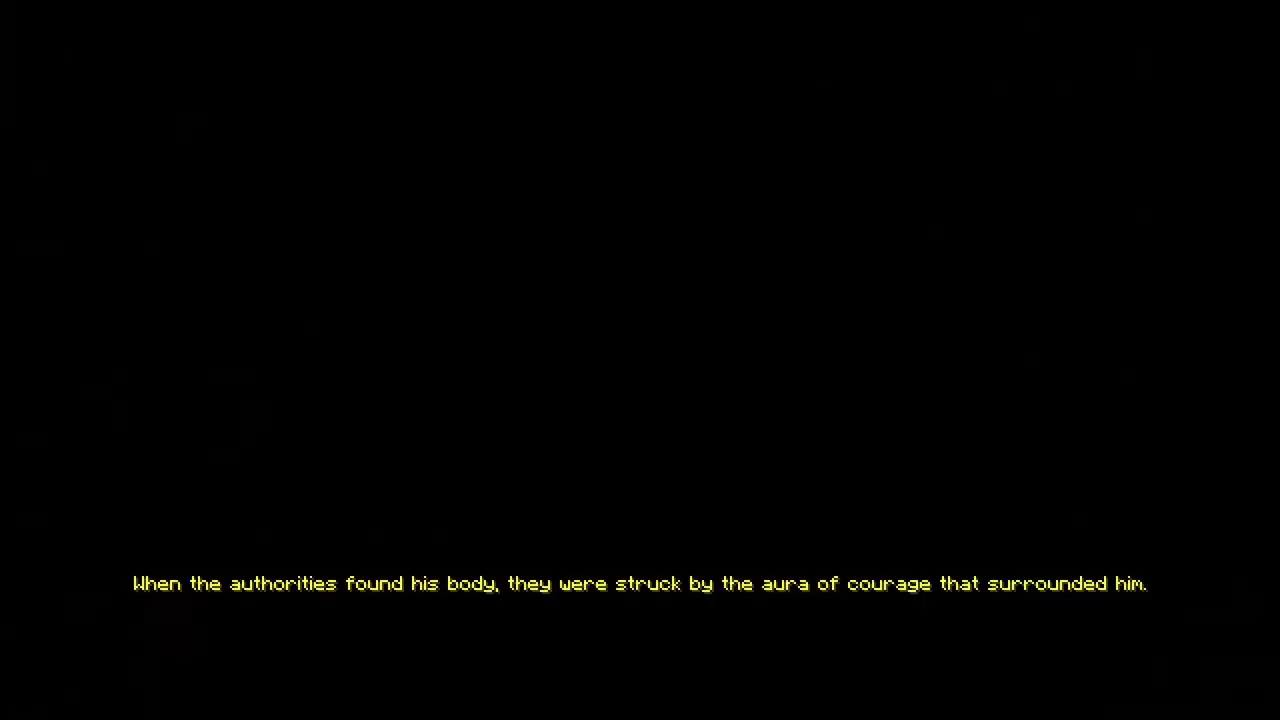 When the authorities found his body, they were struck by the aura of courage that surrounded him.